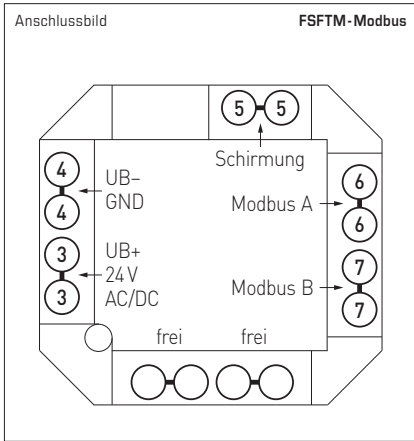 Anschlussbild FSFTM-Modbus
5 5
Schirmung
4
4
UB–
GND
3
3
UB+
24 V
AC/DC
6
6
Modbus A
7
7
Modbus B
frei frei